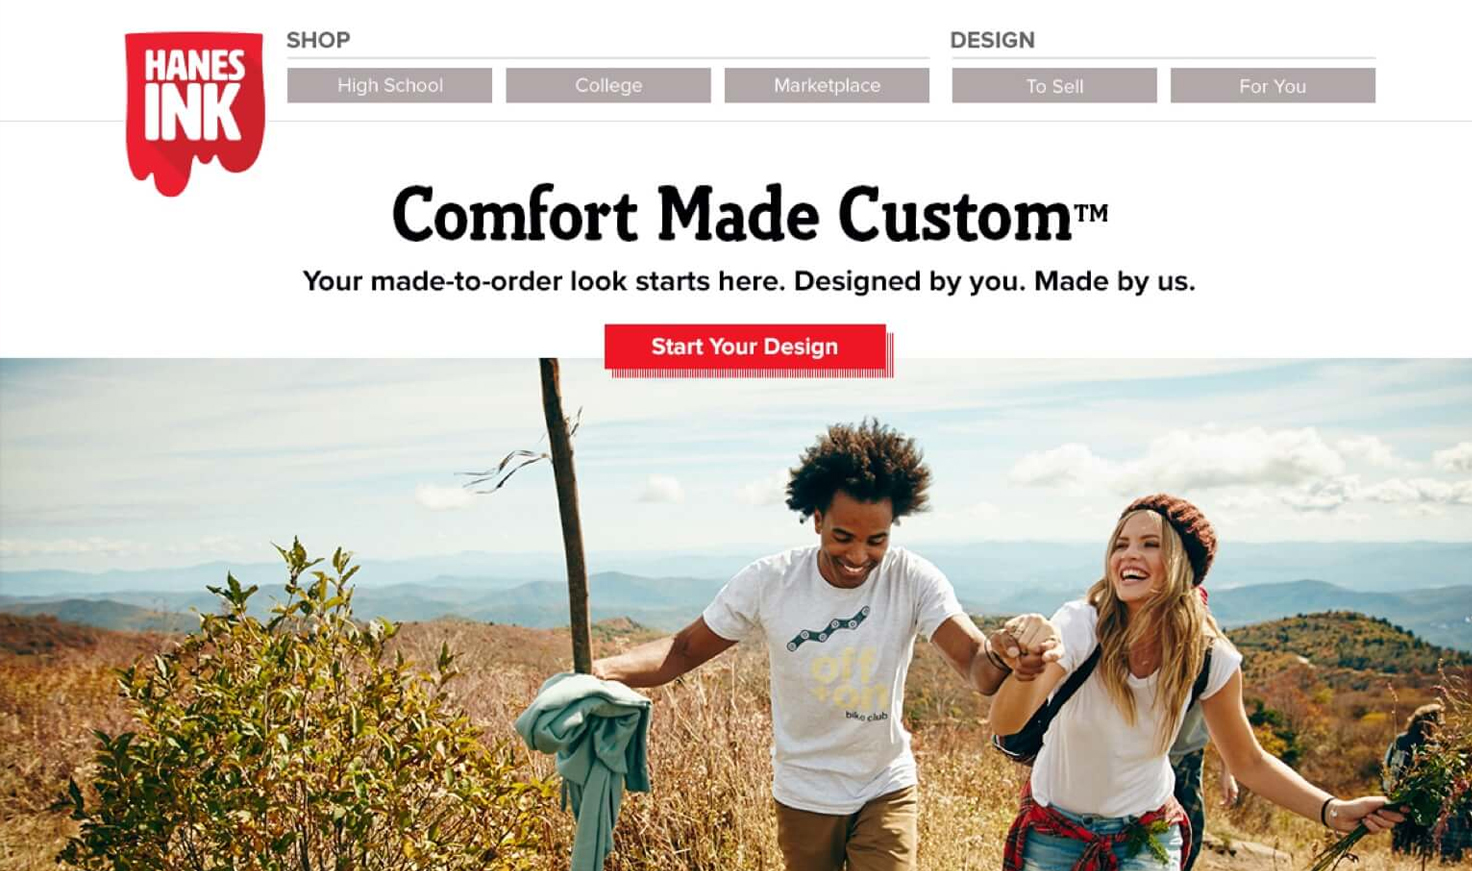 HANES
INK
SHOP
High School
College
Marketplace
DESIGN
To Sell
For You
Comfort Made Custom™
Your made-to-order look starts here. Designed by you. Made by us.
Start Your Design
off
+on
bike club